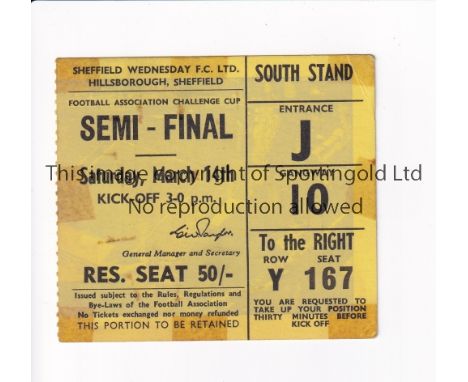 SHEFFIELD WEDNESDAY F.C. LTD.
HILLSBOROUGH, SHEFFIELD
FOOTBALL ASSOCIATION CHALLENGE CUP
SEMI - FINAL
Saturday, March 14th
KICK-OFF 3-0 p.m.
General Manager and Secretary
RES. SEAT 50/-
Issued subject to the Rules, Regulations and
Bye-Laws of the Football Association
No Tickets exchanged nor money refunded
THIS PORTION TO BE RETAINED
SOUTH STAND
ENTRANCE
J
GANGWAY
10
To the RIGHT
ROW SEAT
Y 167
YOU ARE REQUESTED TO
TAKE UP YOUR POSITION
THIRTY MINUTES BEFORE
KICK OFF
This image copyright of Sportingold Ltd
No reproduction allowed